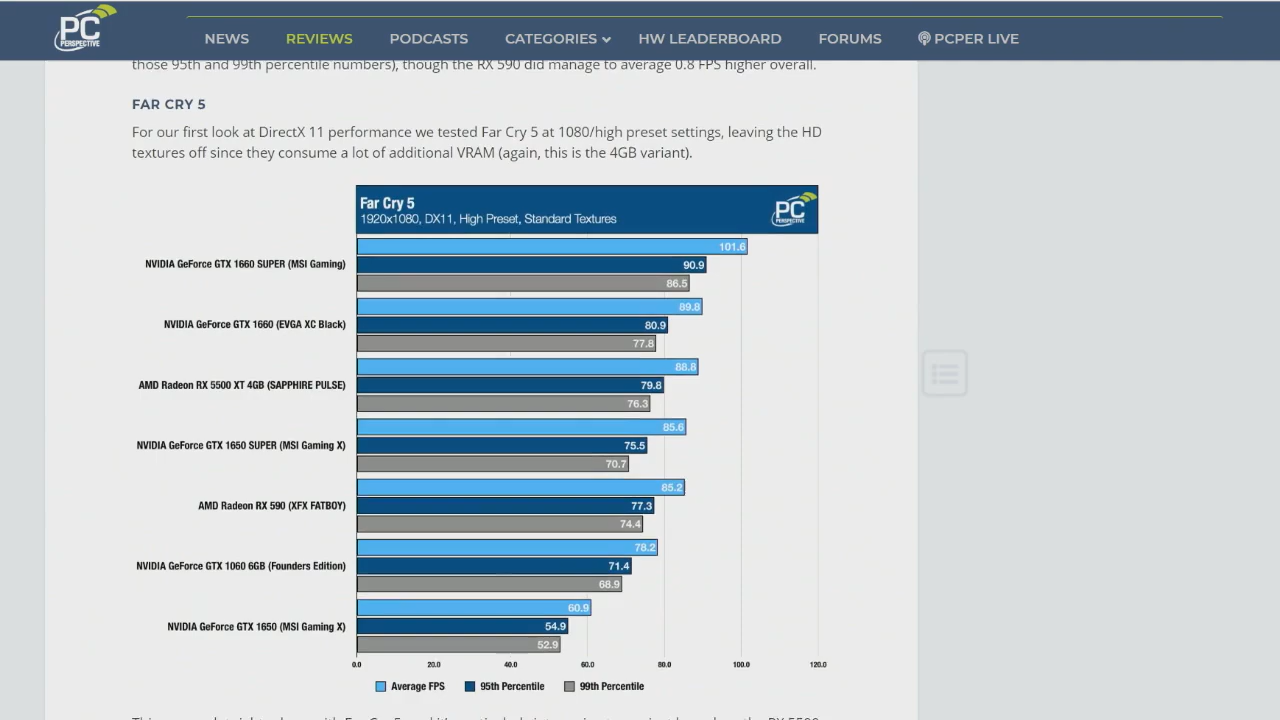 PC
PERSPECTIVE
NEWS
REVIEWS
PODCASTS
CATEGORIES
HW LEADERBOARD
FORUMS
PCPER LIVE
those 95th and 99th percentile numbers), though the RX 590 did manage to average 0.8 FPS higher overall.
FAR CRY 5
For our first look at DirectX 11 performance we tested Far Cry 5 at 1080/high preset settings, leaving the HD
textures off since they consume a lot of additional VRAM (again, this is the 4GB variant).
Far Cry 5
1920x1080, DX11, High Preset, Standard Textures
PC
PERSPECTIVE
NVIDIA GeForce GTX 1660 SUPER (MSI Gaming)
101.6
90.9
86.5
NVIDIA GeForce GTX 1660 (EVGA XC Black)
89.8
80.9
77.8
AMD Radeon RX 5500 XT 4GB (SAPPHIRE PULSE)
88.8
79.8
76.3
NVIDIA GeForce GTX 1650 SUPER (MSI Gaming X)
85.6
75.5
70.7
AMD Radeon RX 590 (XFX FATBOY)
85.2
77.3
74.4
NVIDIA GeForce GTX 1060 6GB (Founders Edition)
78.2
71.4
68.9
NVIDIA GeForce GTX 1650 (MSI Gaming X)
60.9
54.9
52.9
0.0 20.0 40.0 60.0 80.0 100.0 120.0
Average FPS 95th Percentile 99th Percentile